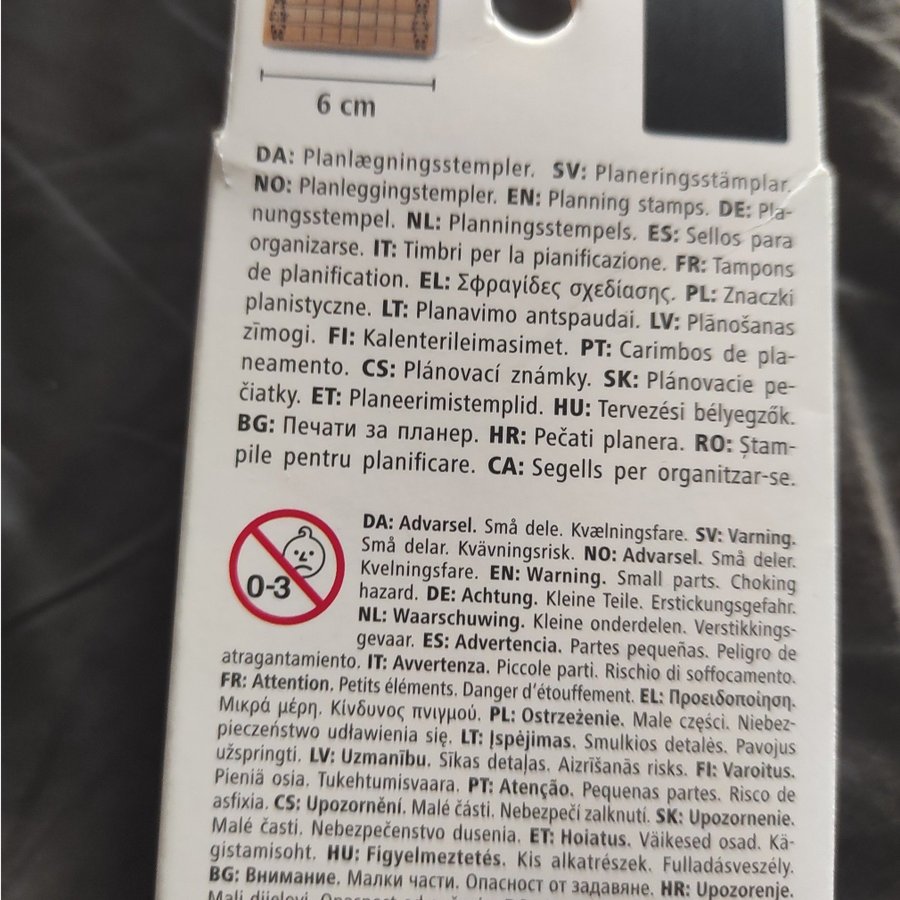 6 cm
DA: Planlægningsstempler. SV: Planeringsstämplar.
NO: Planleggingstempler. EN: Planning stamps. DE: Pla-
nungsstempel. NL: Planningsstempels. ES: Sellos para
organizarse. IT: Timbri per la pianificazione. FR: Tampons
de planification. EL: Σφραγίδες σχεδίασης. PL: Znaczki
planistyczne. LT: Planavimo antspaudai. LV: Plānošanas
zīmogi. FI: Kalenterileimasimet. PT: Carimbos de pla-
neamento. CS: Plánovací známky. SK: Plánovacie pe-
čiatky. ET: Planeerimistemplid. HU: Tervezési bélyegzők.
BG: Печати за планер. HR: Pečati planera. RO: Ștam-
pile pentru planificare. CA: Segells per organitzar-se.
0-3
DA: Advarsel. Små dele. Kvælningsfare. SV: Varning.
Små delar. Kvävningsrisk. NO: Advarsel. Små deler.
Kvelningsfare. EN: Warning. Small parts. Choking
hazard. DE: Achtung. Kleine Teile. Erstickungsgefahr.
NL: Waarschuwing. Kleine onderdelen. Verstikkings-
gevaar. ES: Advertencia. Partes pequeñas. Peligro de
atragantamiento. IT: Avvertenza. Piccole parti. Rischio di soffocamento.
FR: Attention. Petits éléments. Danger d'étouffement. EL: Προειδοποίηση.
Μικρά μέρη. Κίνδυνος πνιγμού. PL: Ostrzeżenie. Małe części. Niebez-
pieczeństwo udławienia się. LT: Įspėjimas. Smulkios detalės. Pavojus
užspringti. LV: Uzmanību. Sīkas detaļas. Aizrīšanās risks. FI: Varoitus.
Pieniä osia. Tukehtumisvaara. PT: Atenção. Pequenas partes. Risco de
asfixia. CS: Upozornění. Malé části. Nebezpečí zalknutí. SK: Upozornenie.
Malé časti. Nebezpečenstvo dusenia. ET: Hoiatus. Väikesed osad. Kä-
gistamisoht. HU: Figyelmeztetés. Kis alkatrészek. Fulladásveszély.
BG: Внимание. Малки части. Опасност от задавяне. HR: Upozorenje.
Mali dijelovi.